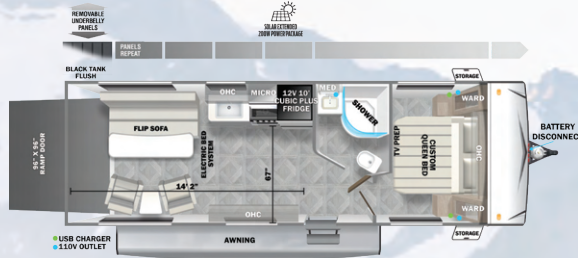 REMOVABLE
UNDERBELLY
PANELS
SOLAR EXTENDED
200W POWER PACKAGE
PANELS
REPEAT
BLACK TANK
FLUSH
STORAGE
OHC
MICRO
12V 10'
CUBIC PLUS
FRIDGE
MED
SHOWER
WARD
96" X 96"
RAMP DOOR
FLIP SOFA
ELECTRIC BED
SYSTEM
TV PREP
CUSTOM
QUEEN BED
OHC
BATTERY
DISCONNEC
14' 2"
67"
OHC
WARD
USB CHARGER
110V OUTLET
AWNING
STORAGE